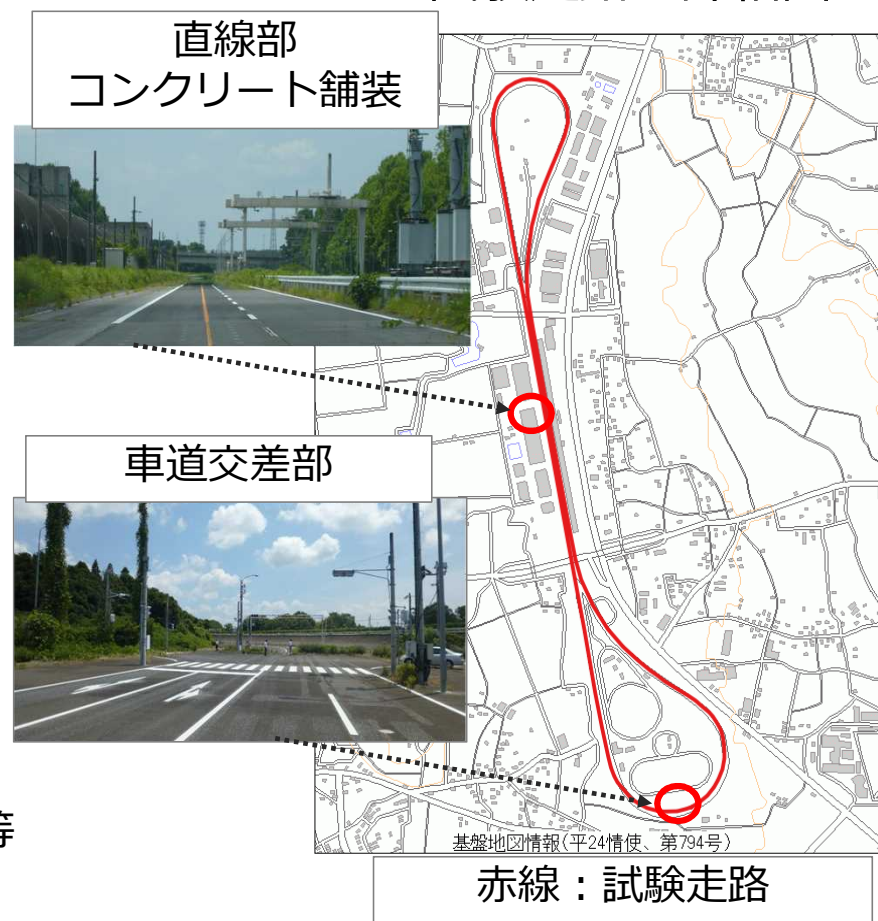 直線部
コンクリート舗装
車道交差部
等
基盤地図情報(平24情使、第794号)
赤線：試験走路